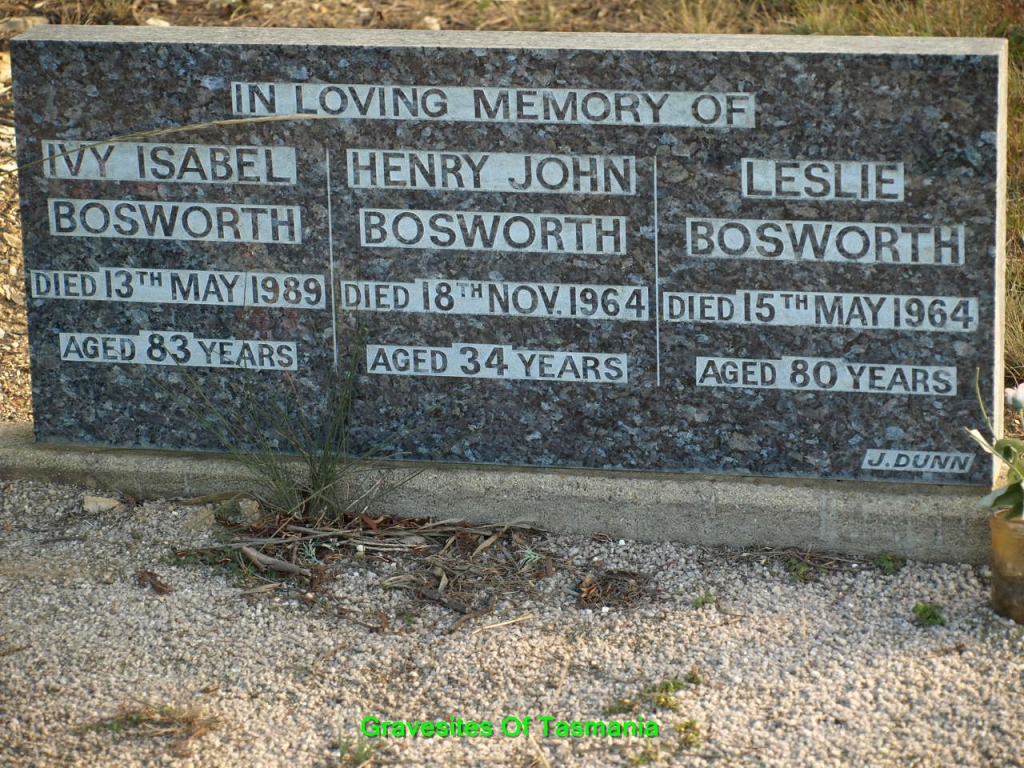 IN LOVING MEMORY OF
IVY ISABEL
BOSWORTH
DIED 13TH MAY 1989
AGED 83 YEARS
HENRY JOHN
BOSWORTH
DIED 18TH NOV. 1964
AGED 34 YEARS
LESLIE
BOSWORTH
DIED 15TH MAY 1964
AGED 80 YEARS
J. DUNN
Gravesites Of Tasmania